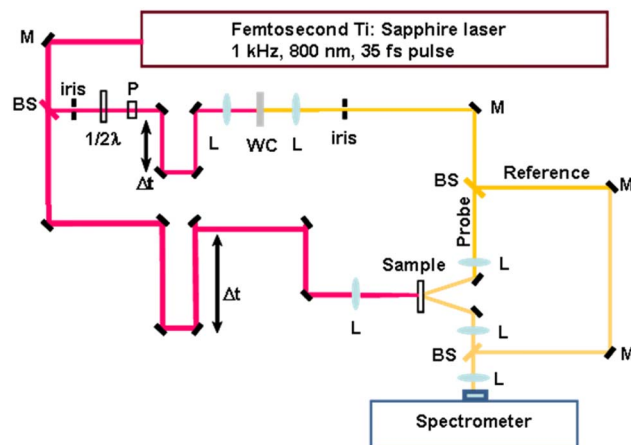 Femtosecond Ti: Sapphire laser
1 kHz, 800 nm, 35 fs pulse
M
iris
P
BS
1/2λ
L
WC
L
iris
M
Δt
BS
Reference
M
Probe
L
Sample
Δt
L
L
BS
M
L
Spectrometer